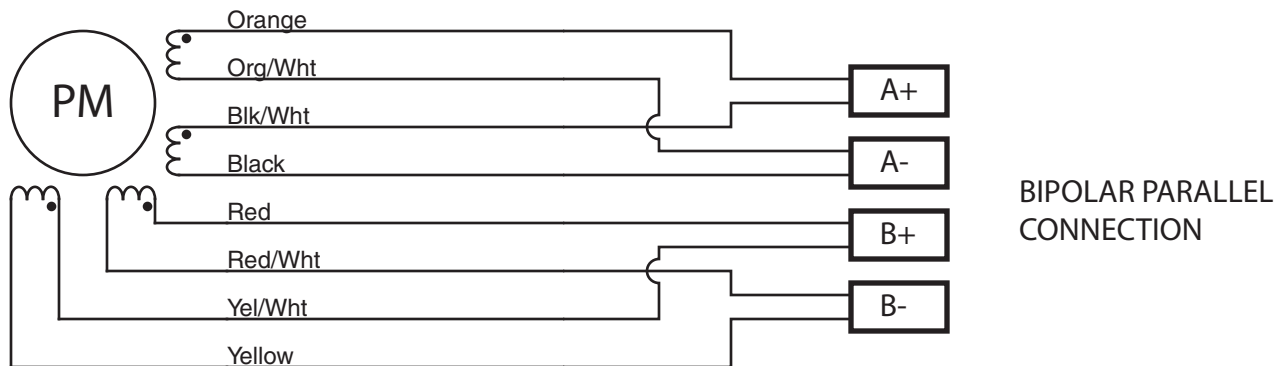 PM
Orange
Org/Wht
Blk/Wht
Black
Red
Red/Wht
Yel/Wht
Yellow
A+
A-
B+
B-
BIPOLAR PARALLEL
CONNECTION